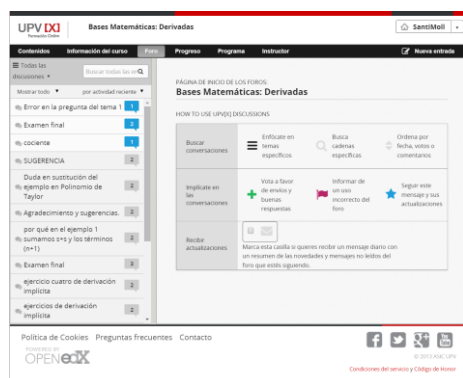 UPV [X]
Formación Online
Bases Matemáticas: Derivadas
SantiMoll
Contenidos Información del curso Foro Progreso Programa Instructor Nueva entrada
Todas las
discusiones
Buscar todas las en
Mostrar todo por actividad reciente
Error en la pregunta del tema 1 1
Examen final 2
cociente 1
SUGERENCIA 2
Duda en sustitución del
ejemplo en Polinomio de 2
Taylor
Agradecimiento y sugerencias. 2
por qué en el ejemplo 1
sumamos s+s y los términos 2
(n+1)
Examen final 3
ejercicio cuatro de derivación 2
implícita
ejercicios de derivación 2
implícita
PÁGINA DE INICIO DE LOS FOROS:
Bases Matemáticas: Derivadas
HOW TO USE UPV[X] DISCUSSIONS
Buscar
conversaciones
Enfócate en
temas
específicos
Busca
cadenas
específicas
Ordena por
fecha, votos o
comentarios
Implícate en
las
conversaciones
Vota a favor
de envíos y
buenas
respuestas
Informar de
un uso
incorrecto del
foro
Seguir este
mensaje y sus
actualizaciones
Recibir
actualizaciones
Marca esta casilla si quieres recibir un mensaje diario con
un resumen de las novedades y mensajes no leídos del
foro que estés siguiendo.
Política de Cookies Preguntas frecuentes Contacto
POWERED BY
OPEN edX
© 2013 ASIC UPV
Condiciones del servicio y Código de Honor